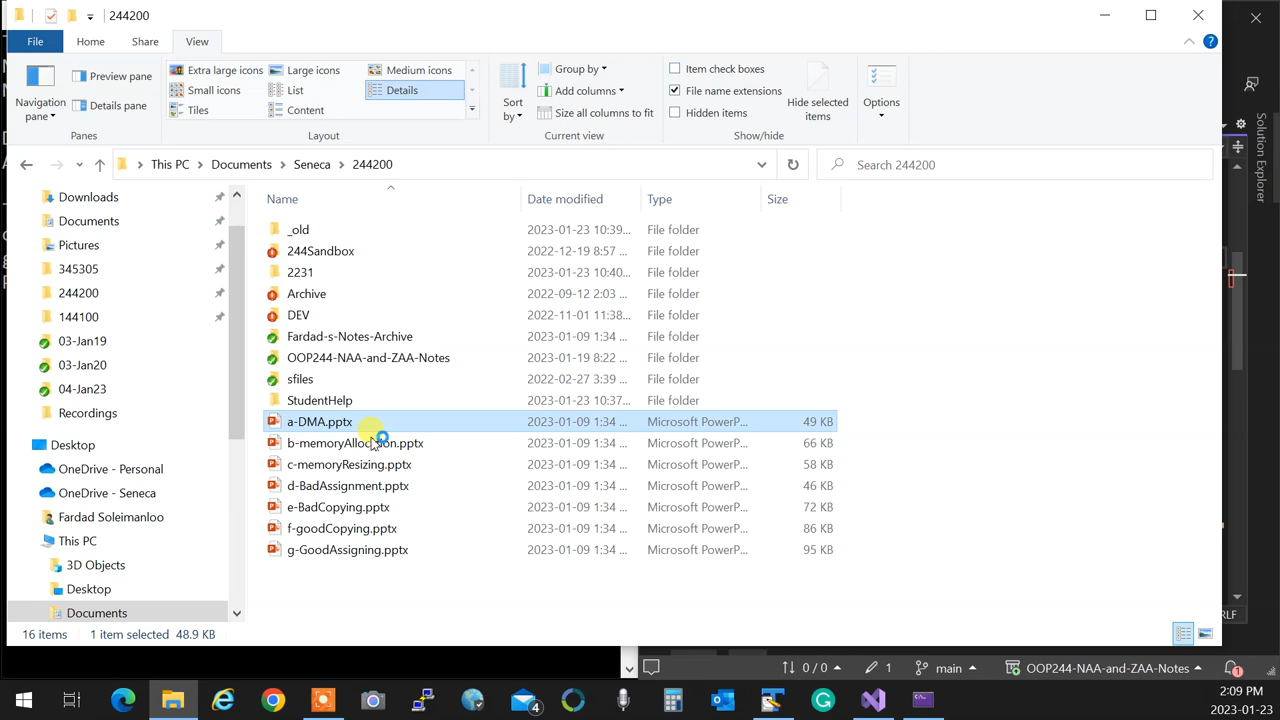 244200
File Home Share View
Navigation pane
Preview pane
Details pane
Panes
Extra large icons Large icons Medium icons
Small icons List Details
Tiles Content
Layout
Sort by
Group by
Add columns
Size all columns to fit
Current view
Item check boxes
File name extensions
Hidden items
Hide selected items
Show/hide
Options
This PC > Documents > Seneca > 244200
Search 244200
Solution Explorer
Downloads
Documents
Pictures
345305
244200
144100
03-Jan19
03-Jan20
04-Jan23
Recordings
Desktop
OneDrive - Personal
OneDrive - Seneca
Fardad Soleimanloo
This PC
3D Objects
Desktop
Documents
Name Date modified Type Size
_old 2023-01-23 10:39... File folder
244Sandbox 2022-12-19 8:57 ... File folder
2231 2023-01-23 10:40... File folder
Archive 2022-09-12 2:03 ... File folder
DEV 2022-11-01 11:38... File folder
Fardad-s-Notes-Archive 2023-01-09 1:34 ... File folder
OOP244-NAA-and-ZAA-Notes 2023-01-19 8:22 ... File folder
sfiles 2022-02-27 3:39 ... File folder
StudentHelp 2023-01-23 10:37... File folder
a-DMA.pptx 2023-01-09 1:34 ... Microsoft PowerP... 49 KB
b-memoryAllocation.pptx 2023-01-09 1:34 ... Microsoft PowerP... 66 KB
c-memoryResizing.pptx 2023-01-09 1:34 ... Microsoft PowerP... 58 KB
d-BadAssignment.pptx 2023-01-09 1:34 ... Microsoft PowerP... 46 KB
e-BadCopying.pptx 2023-01-09 1:34 ... Microsoft PowerP... 72 KB
f-goodCopying.pptx 2023-01-09 1:34 ... Microsoft PowerP... 86 KB
g-GoodAssigning.pptx 2023-01-09 1:34 ... Microsoft PowerP... 95 KB
16 items 1 item selected 48.9 KB
RLF
0 / 0 1 main OOP244-NAA-and-ZAA-Notes 1
4
2:09 PM
2023-01-23